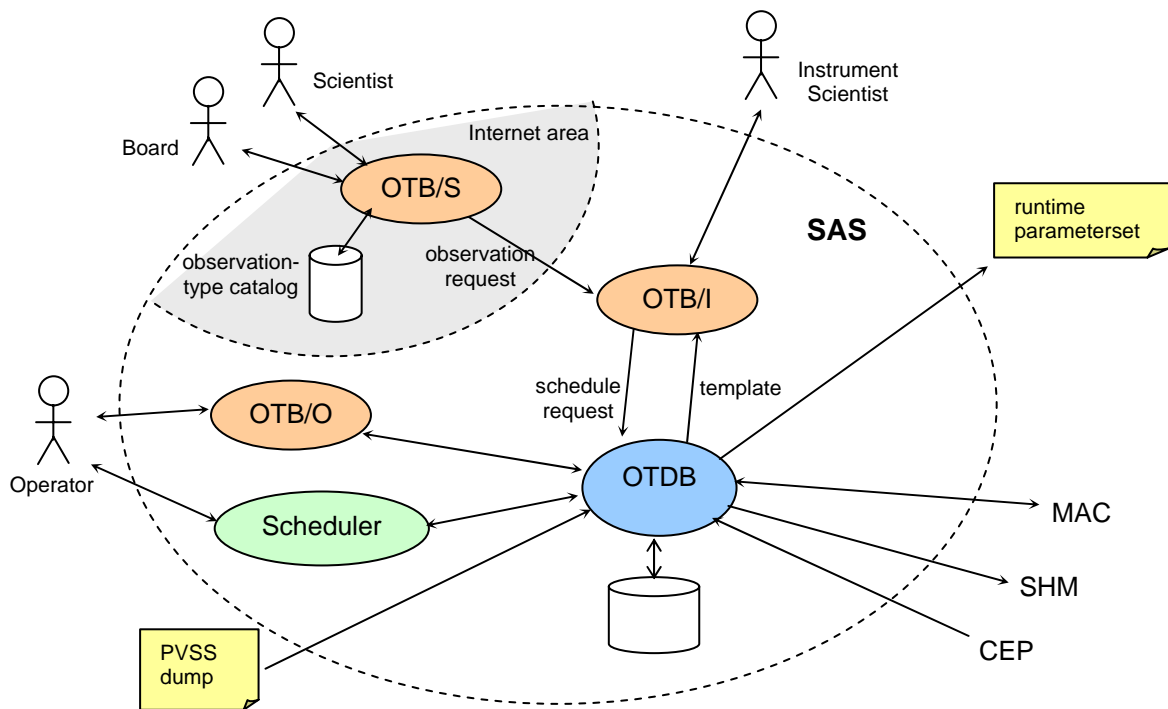 Scientist
Instrument
Scientist
Board
Internet area
OTB/S
SAS
runtime
parameterset
observation-
type catalog
observation
request
OTB/I
schedule
request
template
OTB/O
Operator
OTDB
Scheduler
MAC
SHM
CEP
PVSS
dump